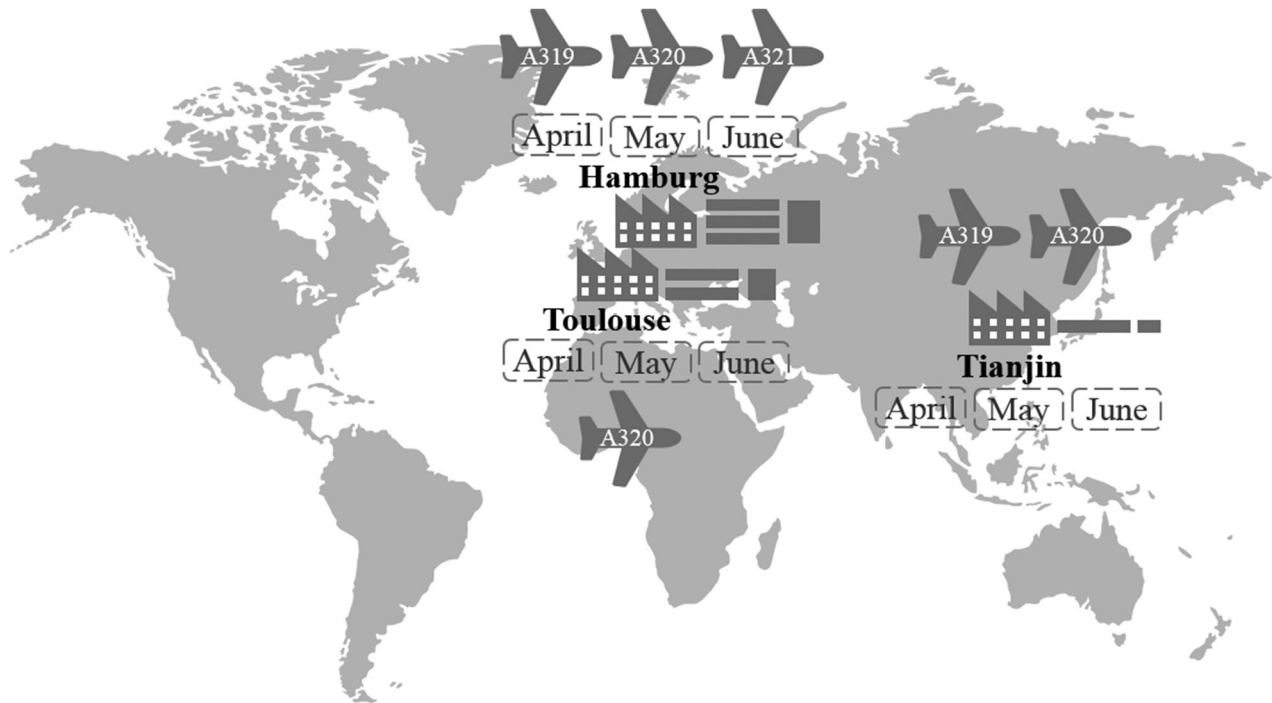 A319 A320 A321
April May June
Hamburg
A319 A320
Toulouse
April May June
Tianjin
April May June
A320